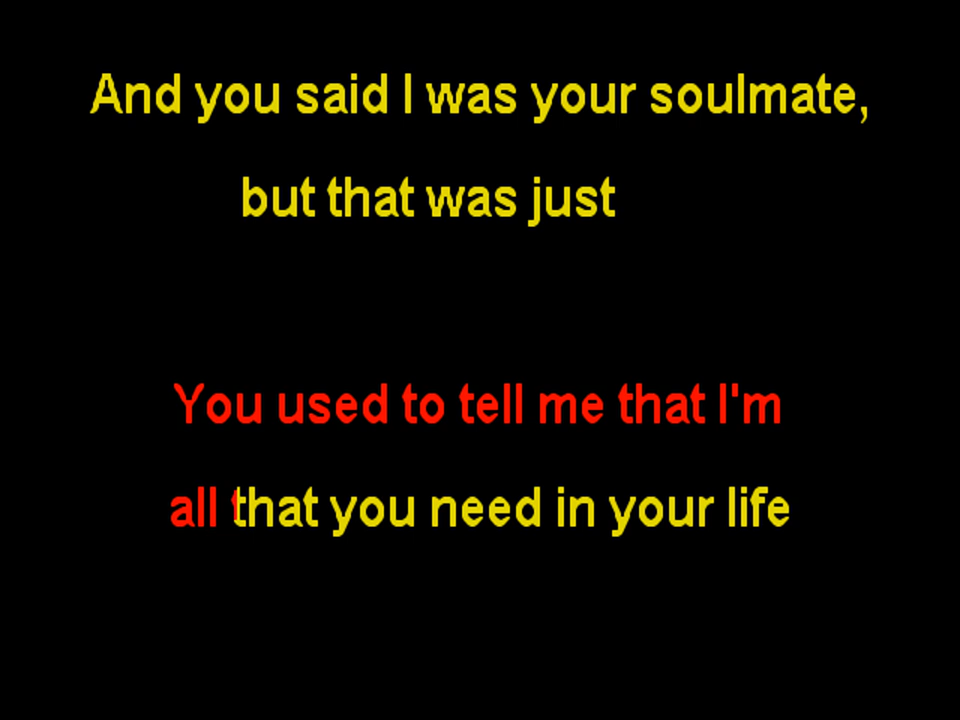 And you said I was your soulmate,
but that was just
You used to tell me that I'm
all that you need in your life